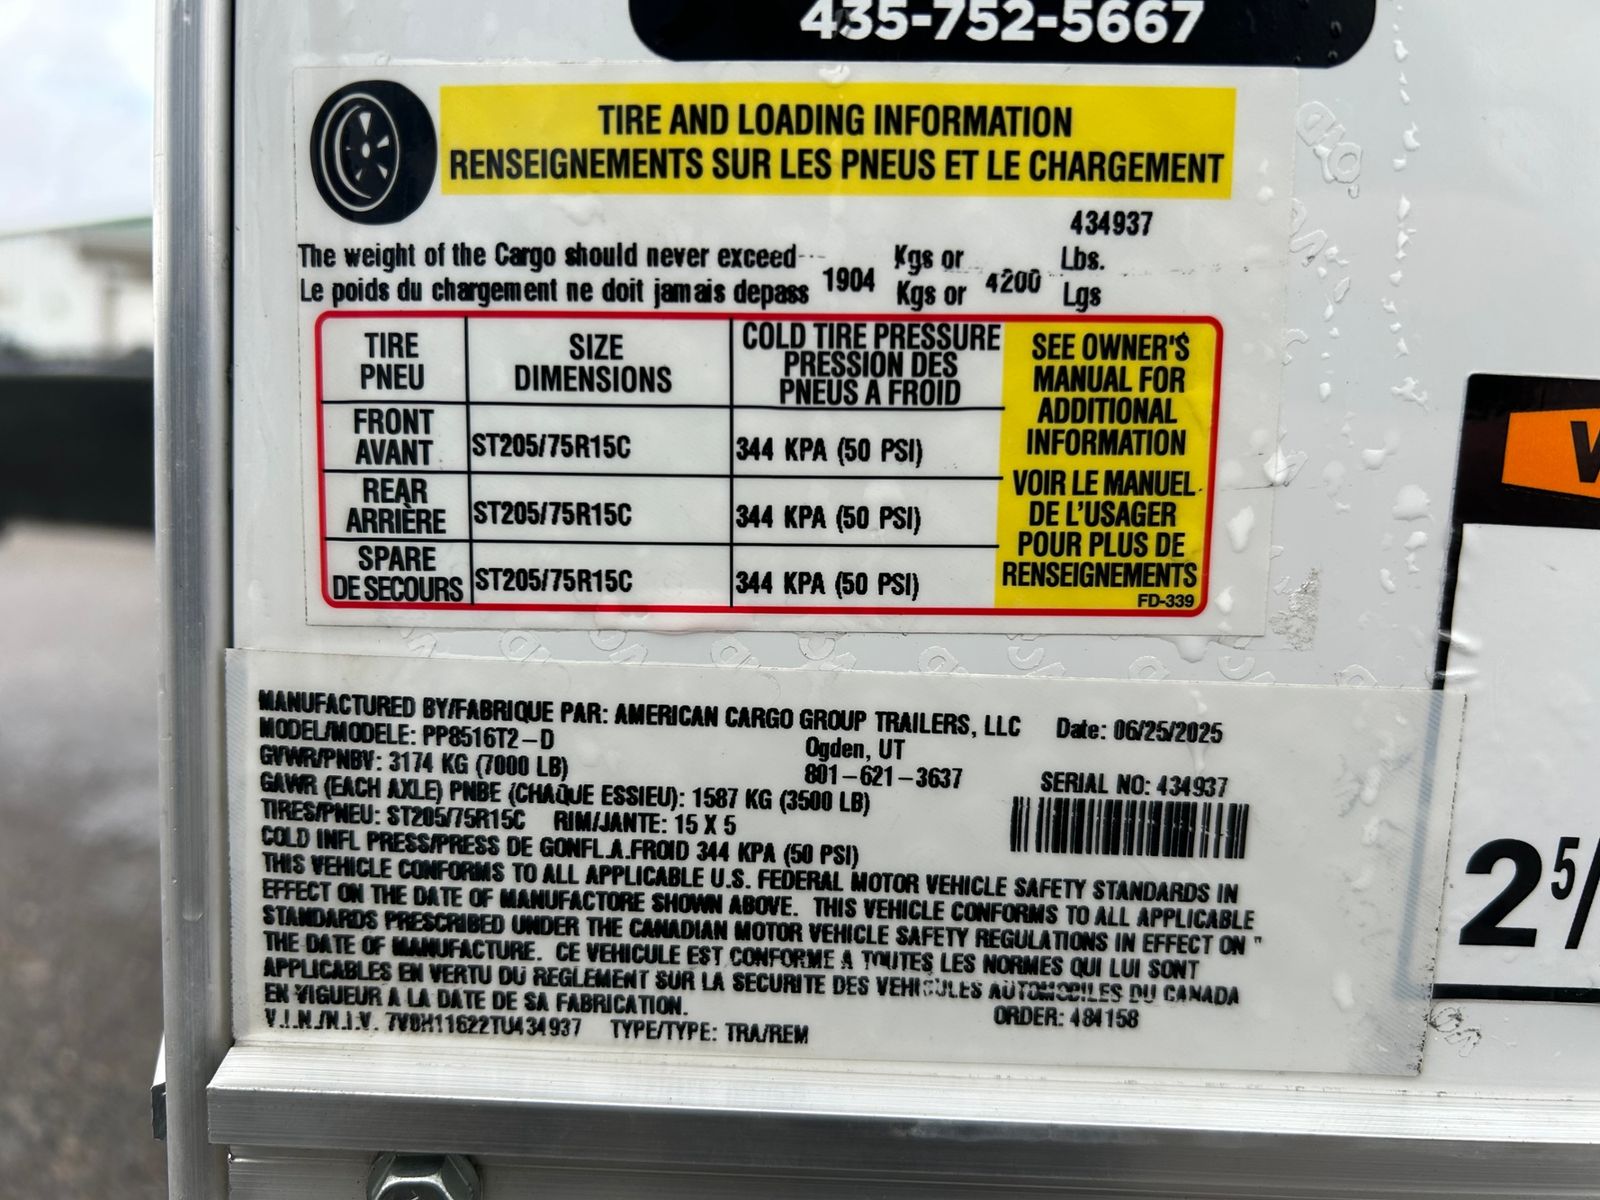 435-752-5667
TIRE AND LOADING INFORMATION
RENSEIGNEMENTS SUR LES PNEUS ET LE CHARGEMENT
434937
The weight of the Cargo should never exceed Kgs or Lbs.
Le poids du chargement ne doit jamais depass 1904 Kgs or 4200 Lgs
TIRE
PNEU
SIZE
DIMENSIONS
COLD TIRE PRESSURE
PRESSION DES
PNEUS A FROID
FRONT
AVANT
ST205/75R15C
344 KPA (50 PSI)
REAR
ARRIÈRE
ST205/75R15C
344 KPA (50 PSI)
SPARE
DE SECOURS
ST205/75R15C
344 KPA (50 PSI)
SEE OWNER'S
MANUAL FOR
ADDITIONAL
INFORMATION
VOIR LE MANUEL
DE L'USAGER
POUR PLUS DE
RENSEIGNEMENTS
FD-339
MANUFACTURED BY/FABRIQUE PAR: AMERICAN CARGO GROUP TRAILERS, LLC Date: 06/25/2025
MODEL/MODELE: PP8516T2-D Ogden, UT
GVWR/PNBV: 3174 KG (7000 LB) 801-621-3637
SERIAL NO: 434937
GAWR (EACH AXLE) PNBE (CHAQUE ESSIEU): 1587 KG (3500 LB)
TIRES/PNEU: ST205/75R15C RIM/JANTE: 15 X 5
COLD INFL PRESS/PRESS DE GONFL.A.FROID 344 KPA (50 PSI)
THIS VEHICLE CONFORMS TO ALL APPLICABLE U.S. FEDERAL MOTOR VEHICLE SAFETY STANDARDS IN
EFFECT ON THE DATE OF MANUFACTORE SHOWN ABOVE. THIS VEHICLE CONFORMS TO ALL APPLICABLE
STANDARDS PRESCRIBED UNDER THE CANADIAN MOTOR VEHICLE SAFETY REGULATIONS IN EFFECT ON "
THE DATE OF MANUFACTURE. CE VEHICULE EST CONFORME A TOUTES LES NORMES QUI LUI SONT
APPLICABLES EN VERTU DU REGLEMENT SUR LA SECURITE DES VEHICULES AUTOMOBILES DU CANADA
EN VIGUEUR A LA DATE DE SA FABRICATION.
ORDER: 484158
V.I.N./N.I.V. 7V8H11622TU434937 TYPE/TYPE: TRA/REM
2 5/